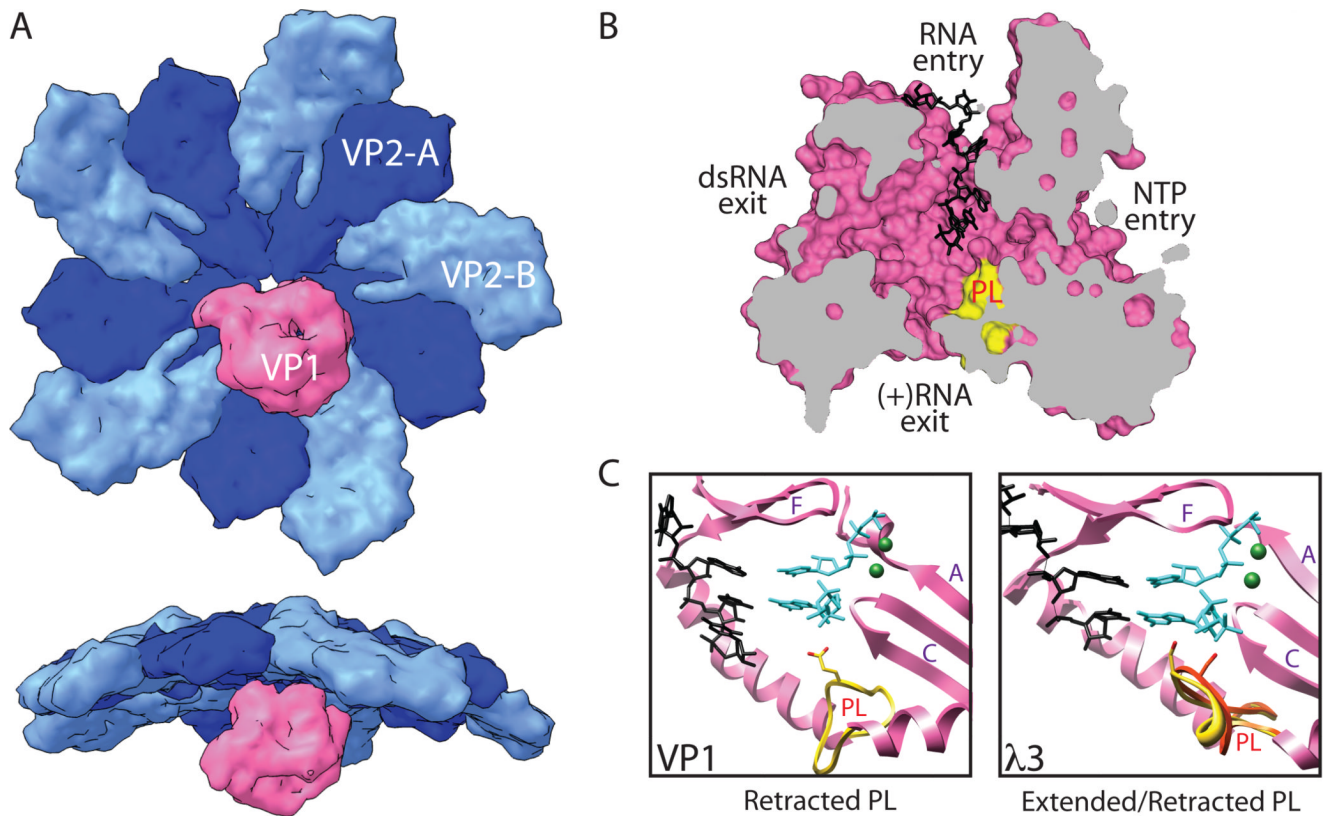 A
VP2-A
VP2-B
VP1
B
RNA
entry
dsRNA
exit
NTP
entry
PL
(+)RNA
exit
C
F
A
C
PL
VP1
Retracted PL
F
A
C
PL
λ3
Extended/Retracted PL